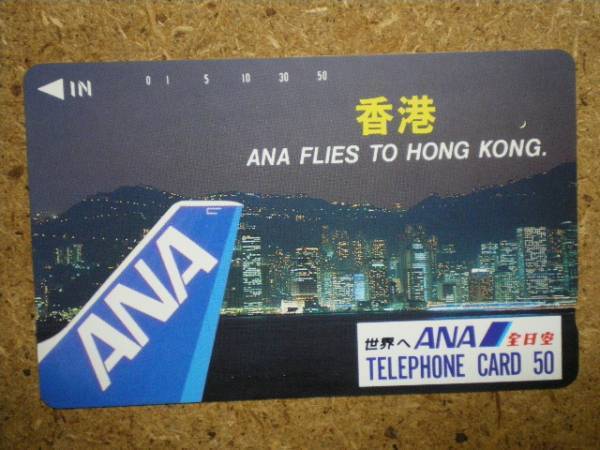 ◀IN 0 1 5 10 30 50
香港
ANA FLIES TO HONG KONG.
ANA
世界へ ANA 全日空
TELEPHONE CARD 50